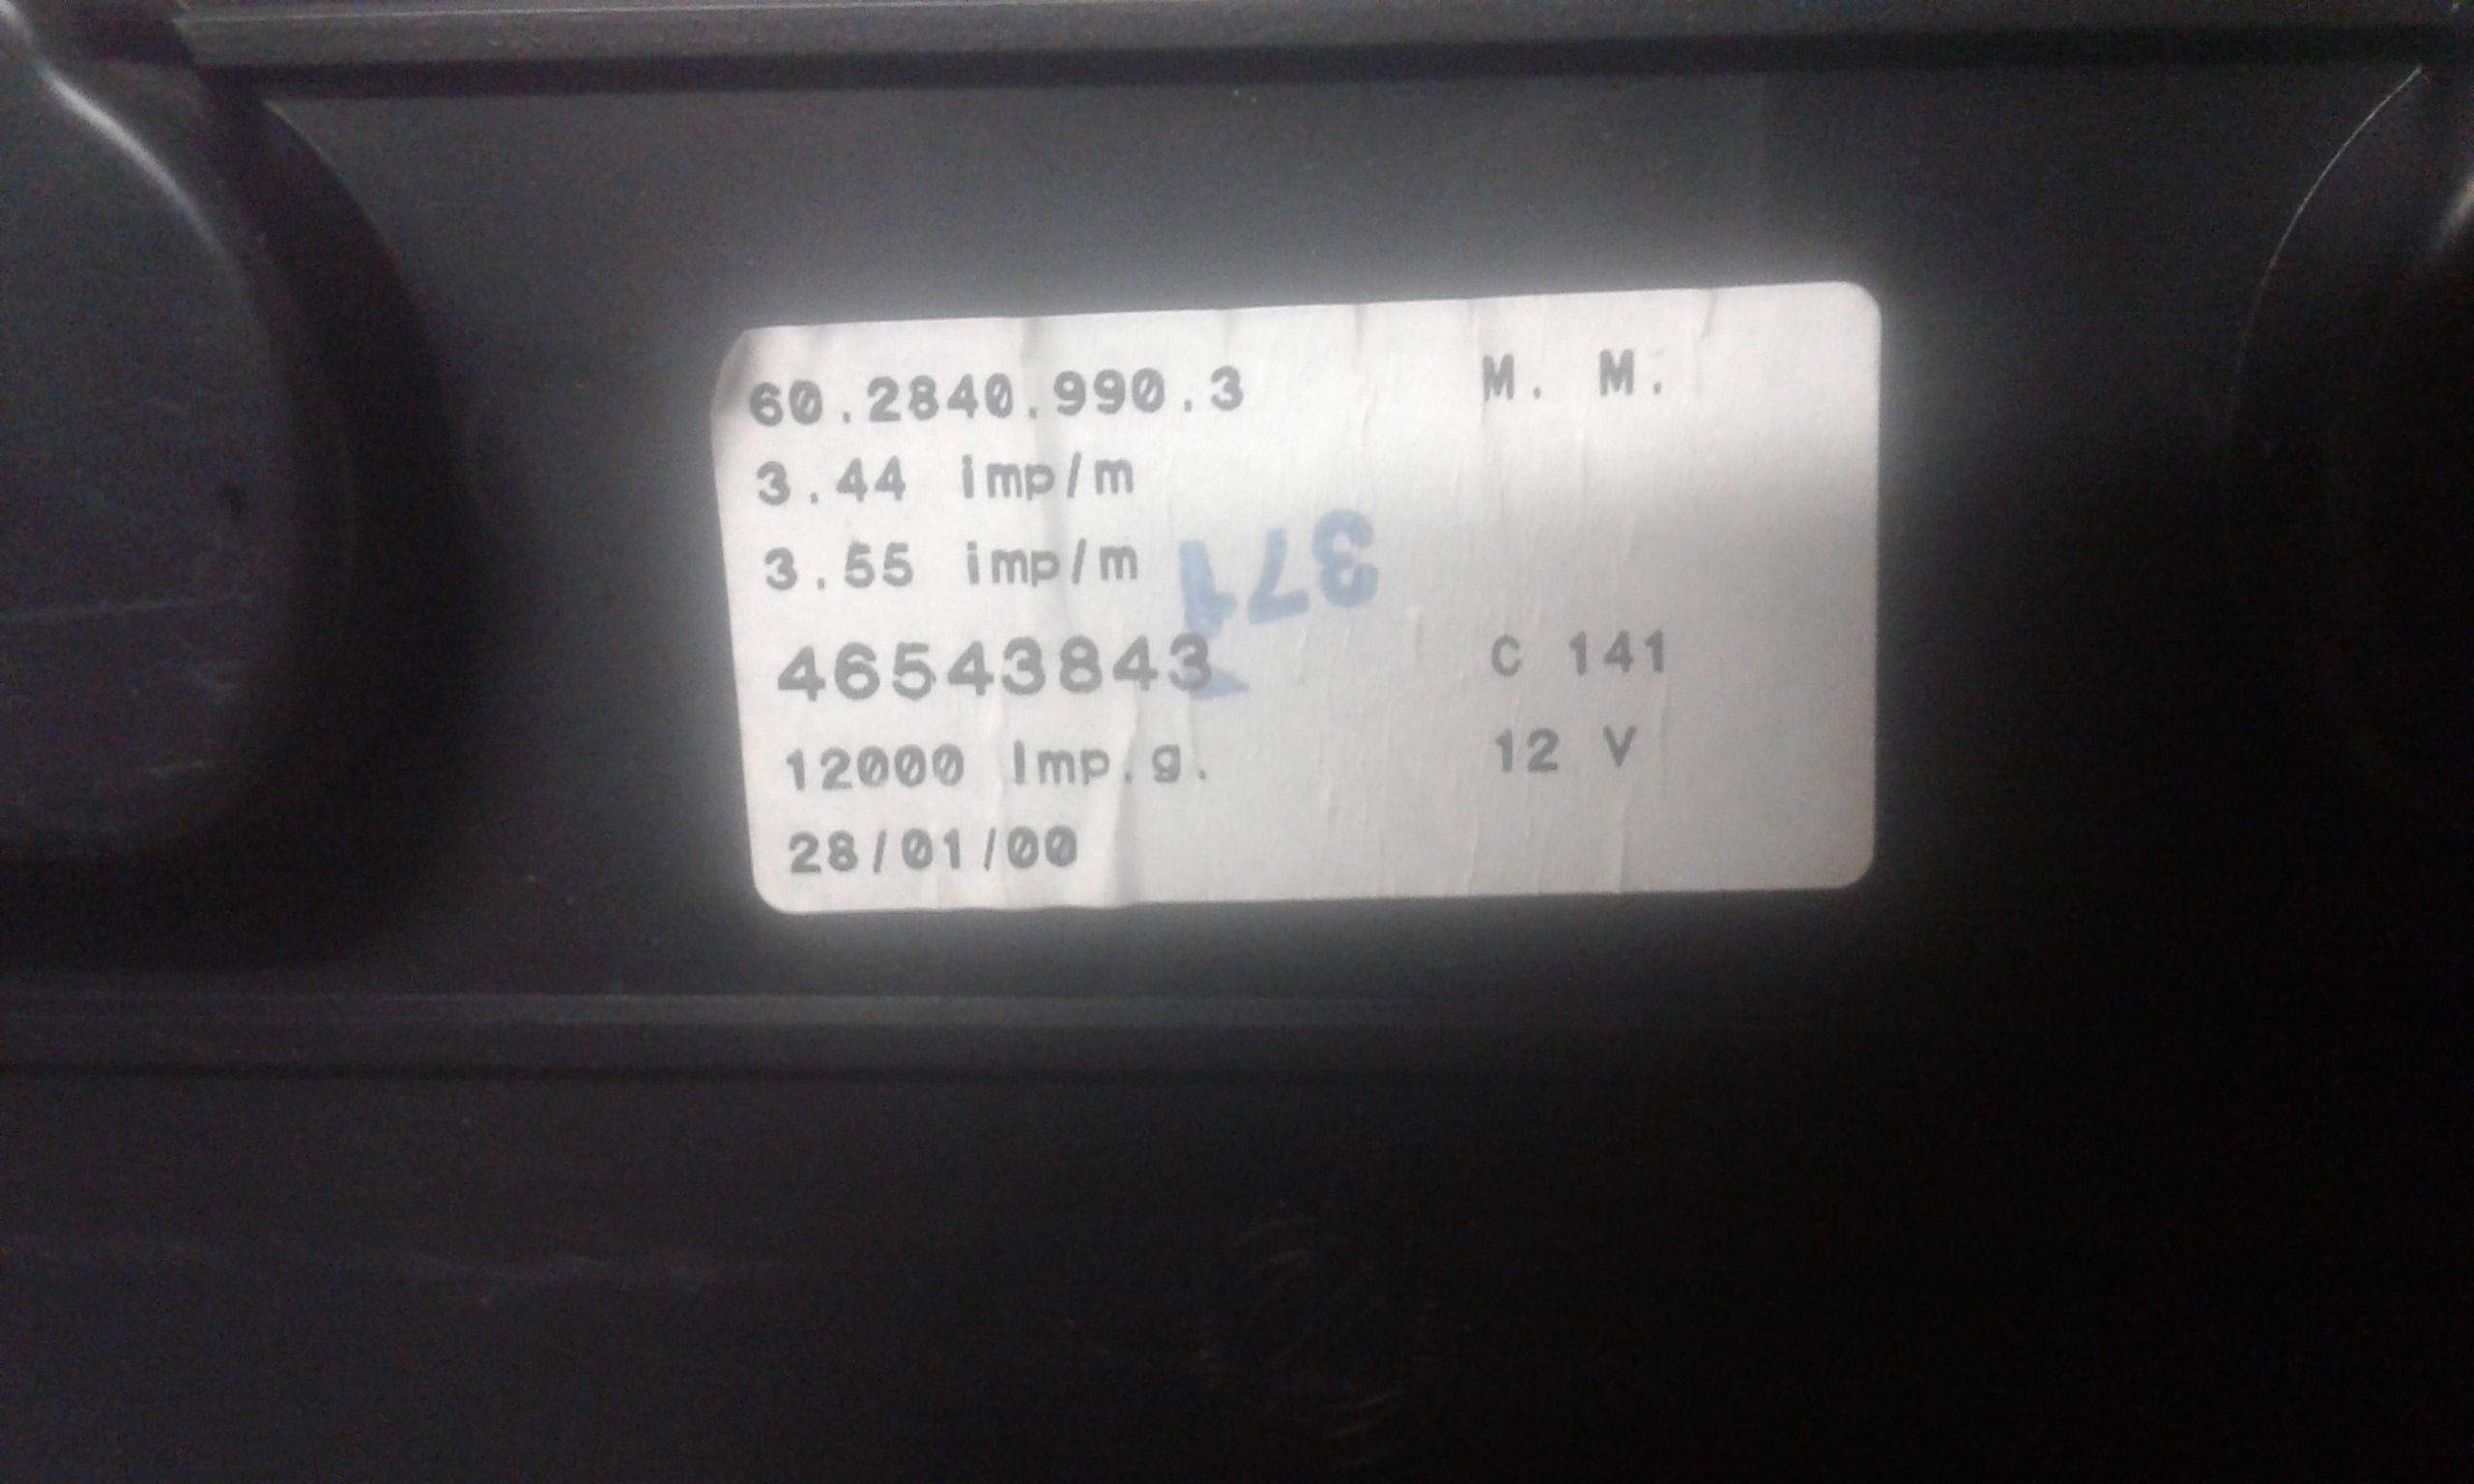 60.2840.990.3 M. M.
3.44 imp/m
3.55 imp/m
371
46543843 C 141
12000 Imp.g. 12 V
28/01/00